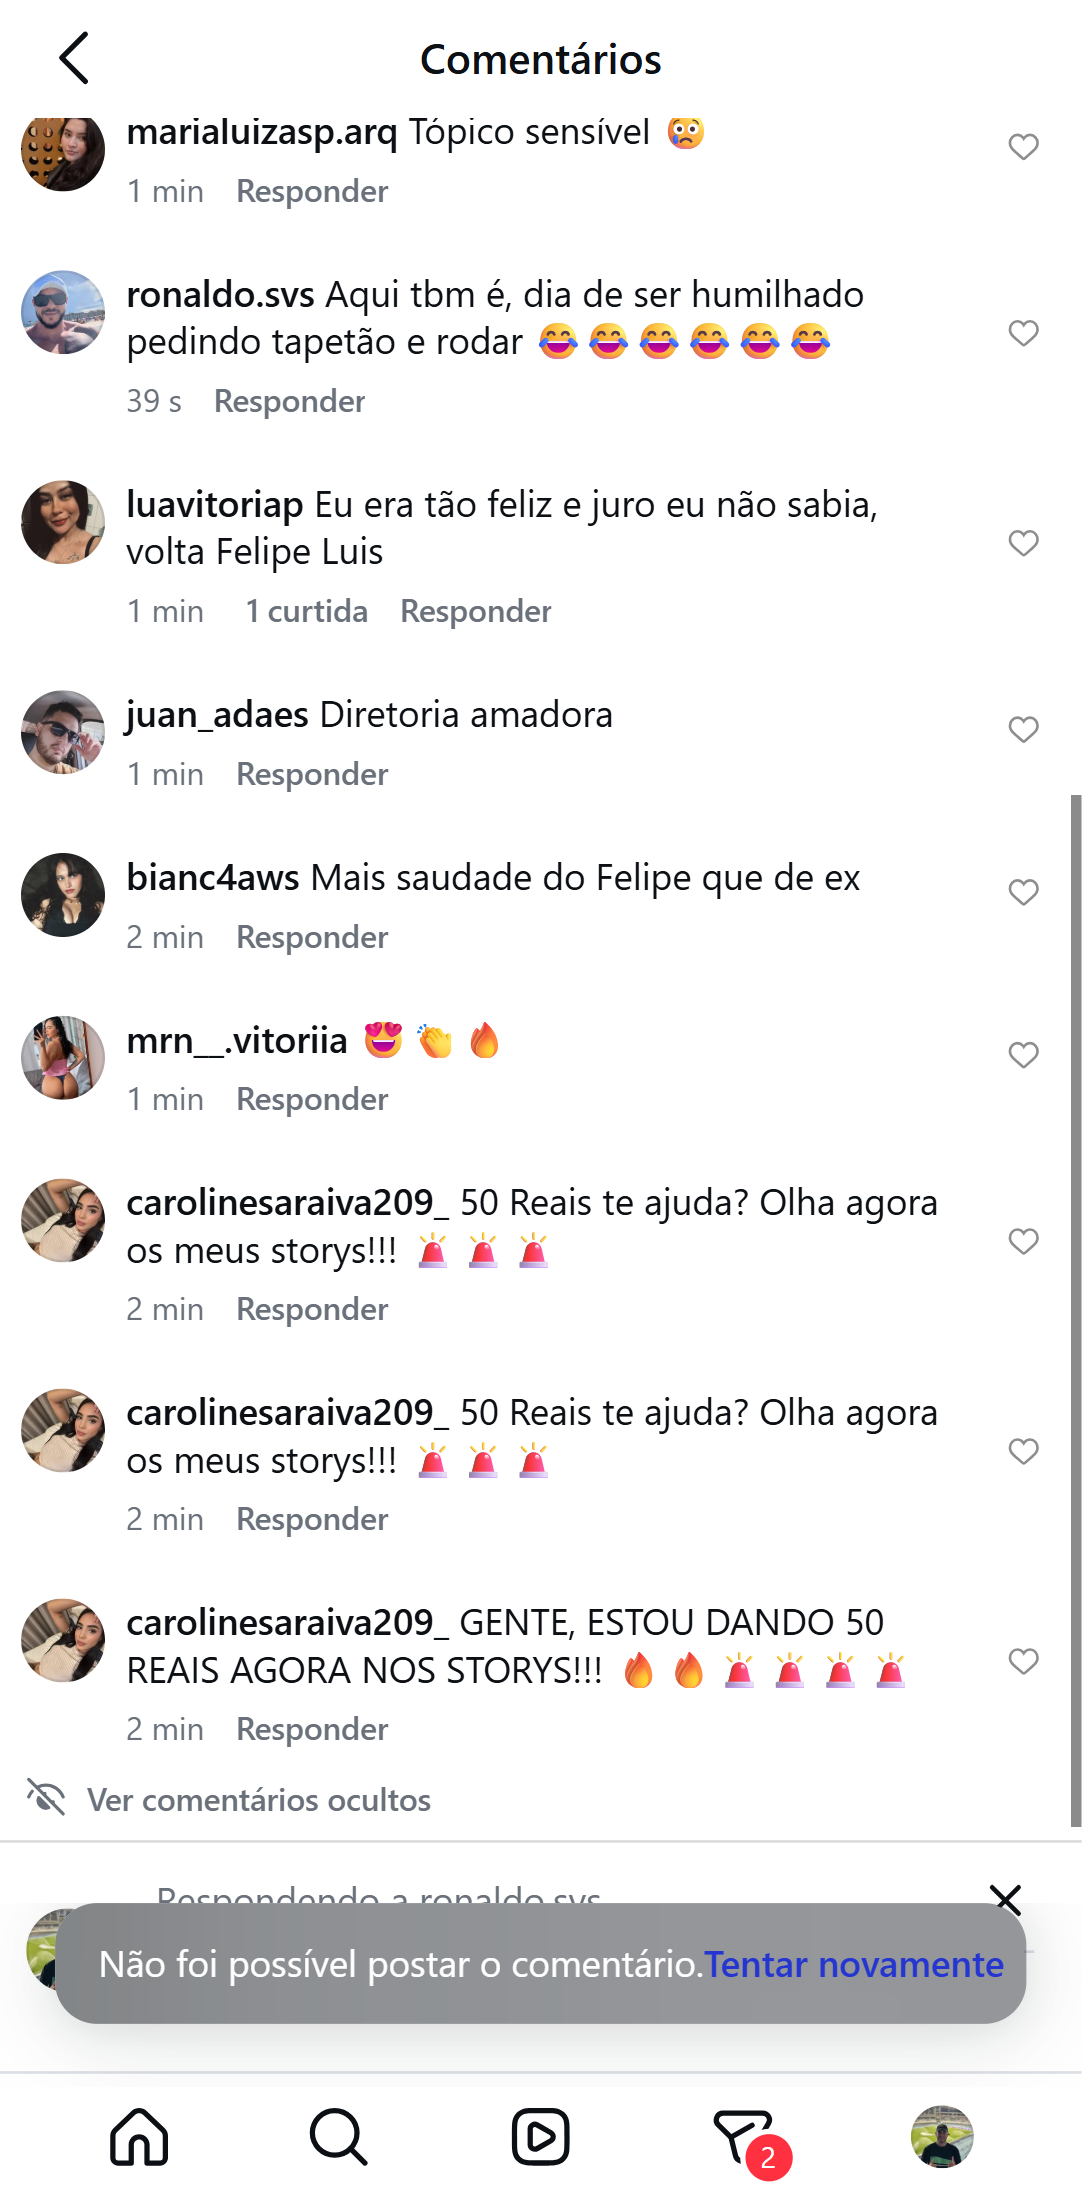 Comentários
marialuizasp.arq Tópico sensível 😢
1 min Responder
ronaldo.svs Aqui tbm é, dia de ser humilhado
pedindo tapetão e rodar 😂😂😂😂😂😂
39 s Responder
luavitoriap Eu era tão feliz e juro eu não sabia,
volta Felipe Luis
1 min 1 curtida Responder
juan_adaes Diretoria amadora
1 min Responder
bianc4aws Mais saudade do Felipe que de ex
2 min Responder
mrn__.vitoriia 😍👏🔥
1 min Responder
carolinesaraiva209_ 50 Reais te ajuda? Olha agora
os meus storys!!! 🚨🚨🚨
2 min Responder
carolinesaraiva209_ 50 Reais te ajuda? Olha agora
os meus storys!!! 🚨🚨🚨
2 min Responder
carolinesaraiva209_ GENTE, ESTOU DANDO 50
REAIS AGORA NOS STORYS!!! 🔥🔥🚨🚨🚨🚨
2 min Responder
Ver comentários ocultos
Respondendo a ronaldo.svs
Não foi possível postar o comentário.Tentar novamente
2